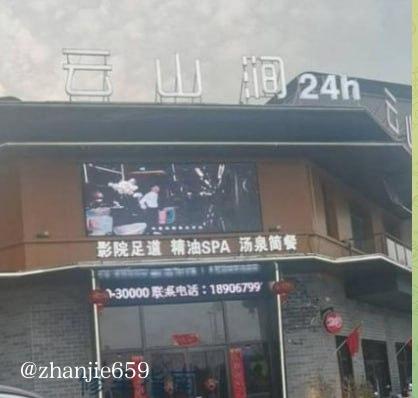 云山涧 24h
云
影院足道 精油SPA 汤泉简餐
0-30000 联系电话：18906799
@zhanjie659